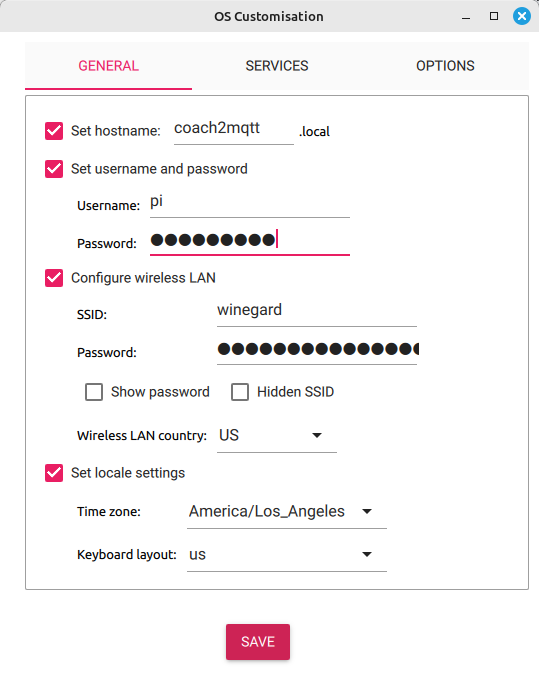 OS Customisation
GENERAL SERVICES OPTIONS
Set hostname: coach2mqtt .local
Set username and password
Username: pi
Password: ●●●●●●●●●
Configure wireless LAN
SSID: winegard
Password: ●●●●●●●●●●●●●●●
Show password Hidden SSID
Wireless LAN country: US
Set locale settings
Time zone: America/Los_Angeles
Keyboard layout: us
SAVE